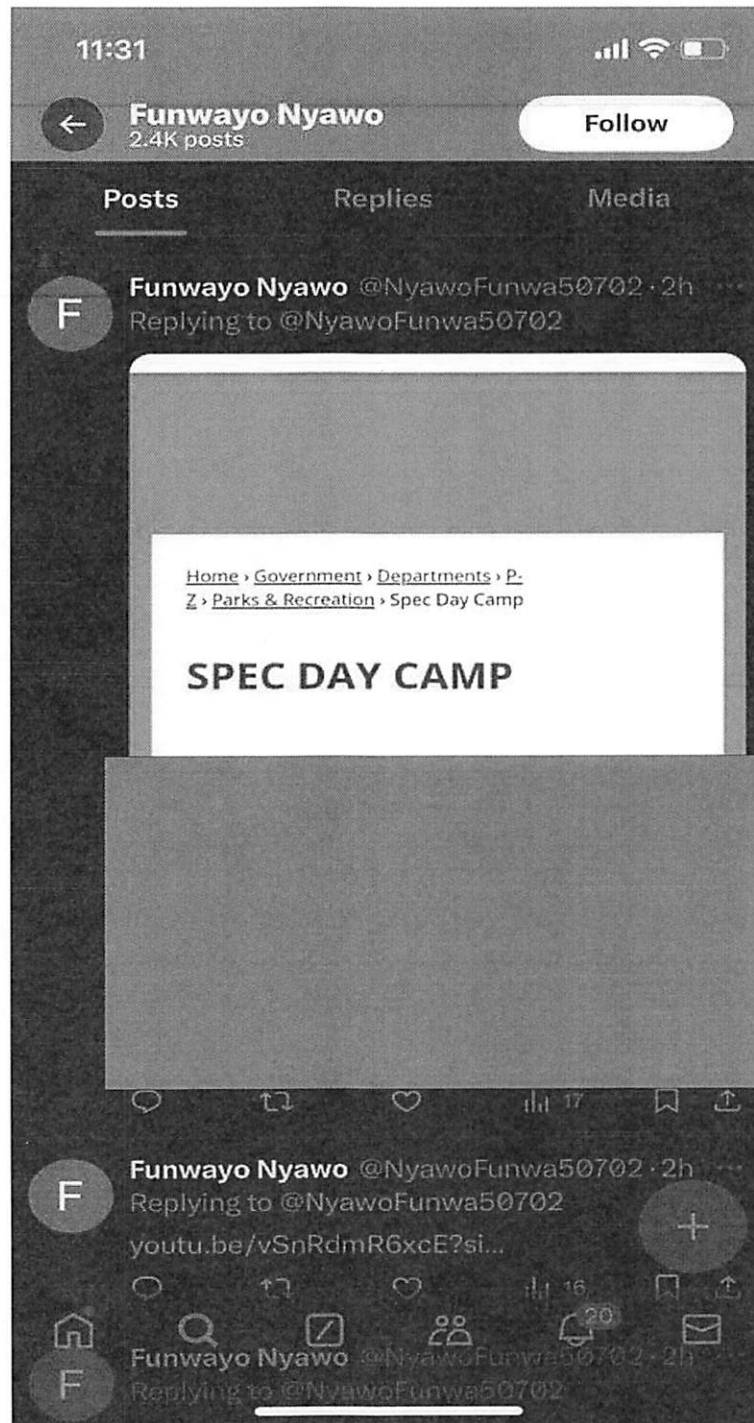 11:31
Funwayo Nyawo
2.4K posts
Follow
Posts Replies Media
Funwayo Nyawo @NyawoFunwa50702 · 2h
F
Replying to @NyawoFunwa50702
Home › Government › Departments › P-
Z › Parks & Recreation › Spec Day Camp
SPEC DAY CAMP
17
Funwayo Nyawo @NyawoFunwa50702 · 2h
F
Replying to @NyawoFunwa50702
youtu.be/vSnRdmR6xcE?si...
16
20
Funwayo Nyawo @NyawoFunwa50702 · 2h
F
Replying to @NyawoFunwa50702